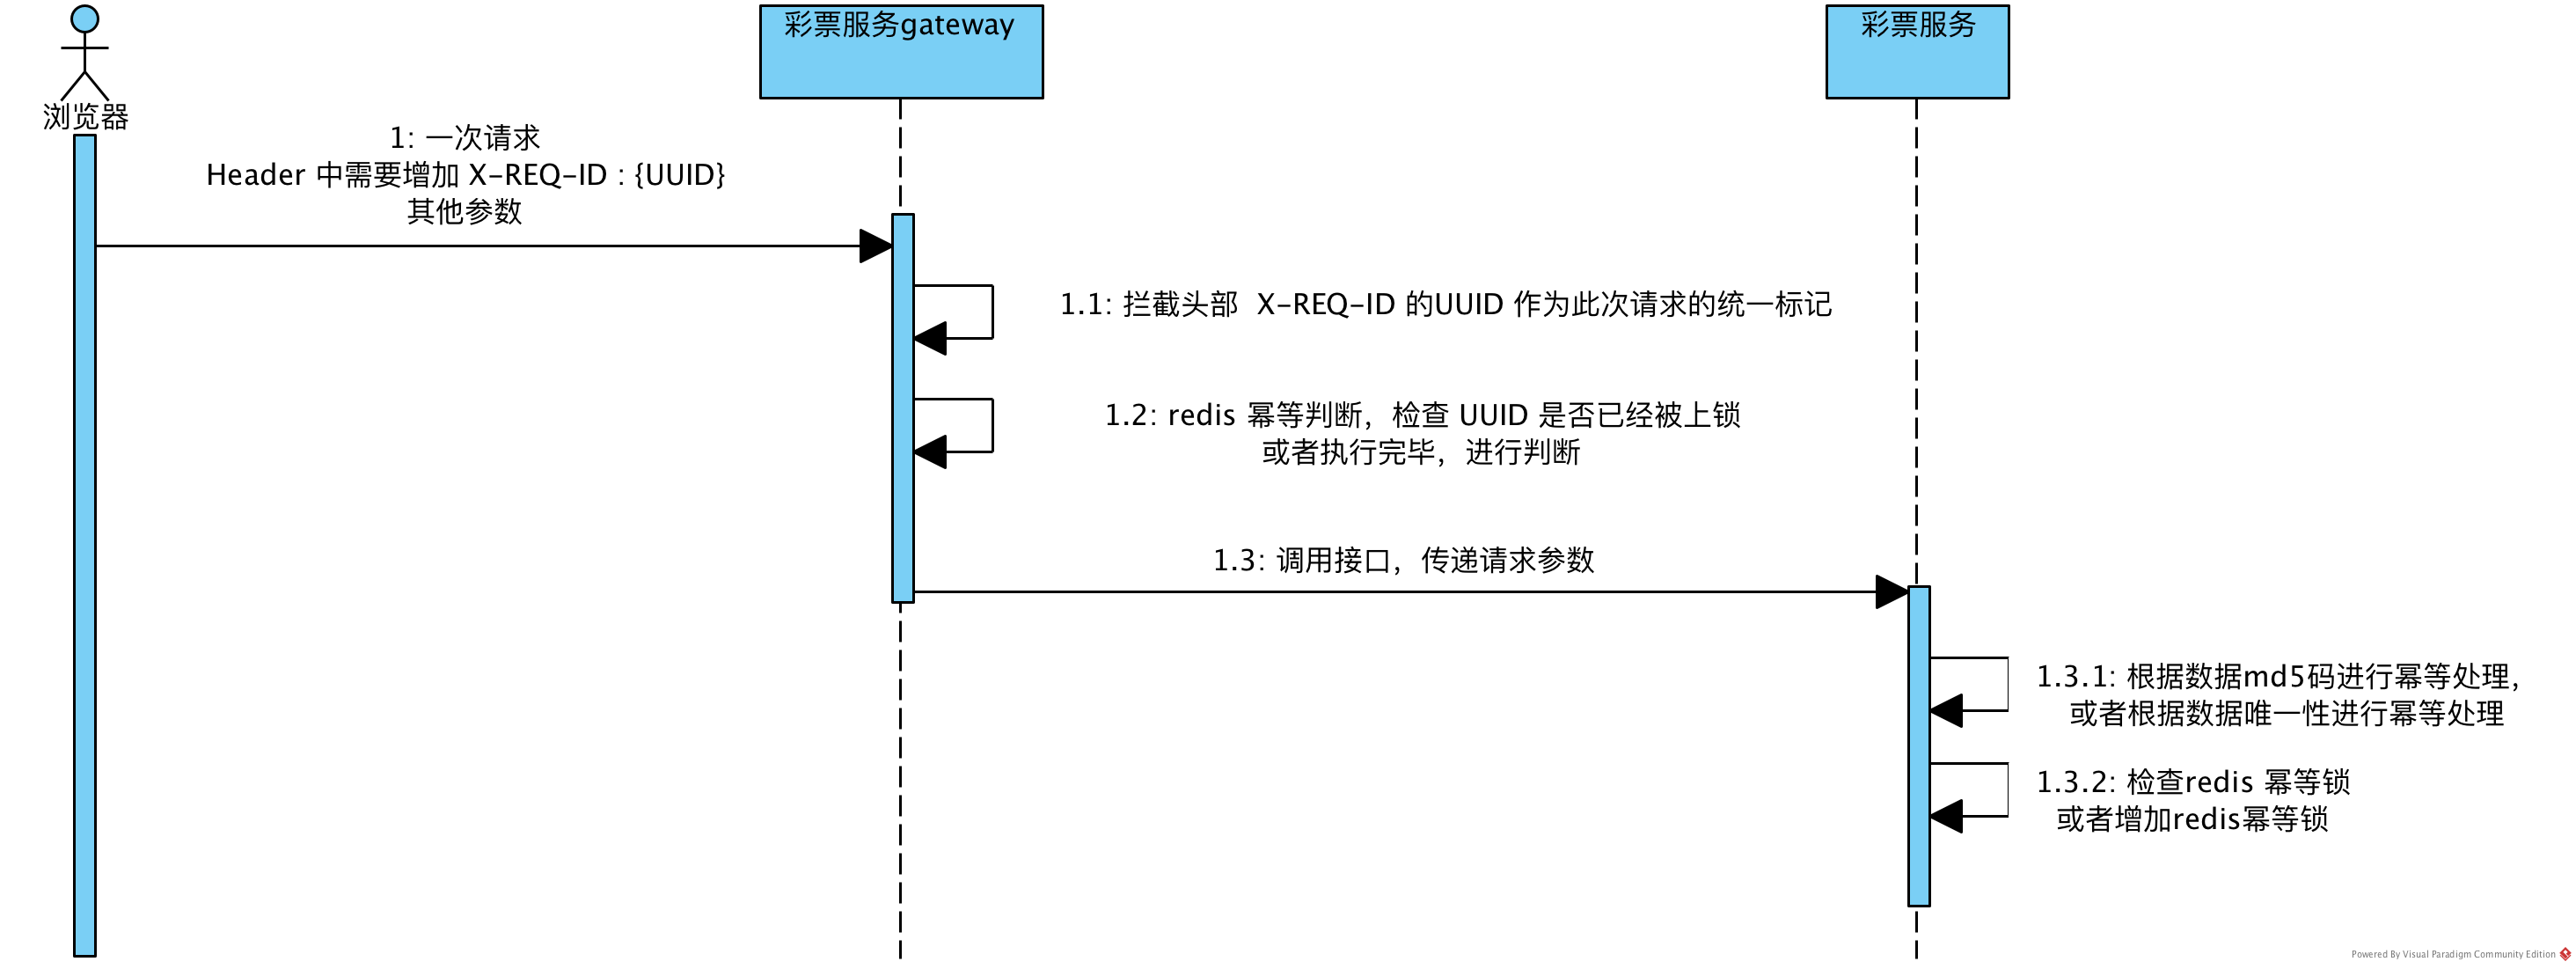 彩票服务gateway
彩票服务
浏览器
1: 一次请求
Header 中需要增加 X-REQ-ID : {UUID}
其他参数
1.1: 拦截头部 X-REQ-ID 的UUID 作为此次请求的统一标记
1.2: redis 幂等判断，检查 UUID 是否已经被上锁
或者执行完毕，进行判断
1.3: 调用接口，传递请求参数
1.3.1: 根据数据md5码进行幂等处理，
或者根据数据唯一性进行幂等处理
1.3.2: 检查redis 幂等锁
或者增加redis幂等锁
Powered By Visual Paradigm Community Edition